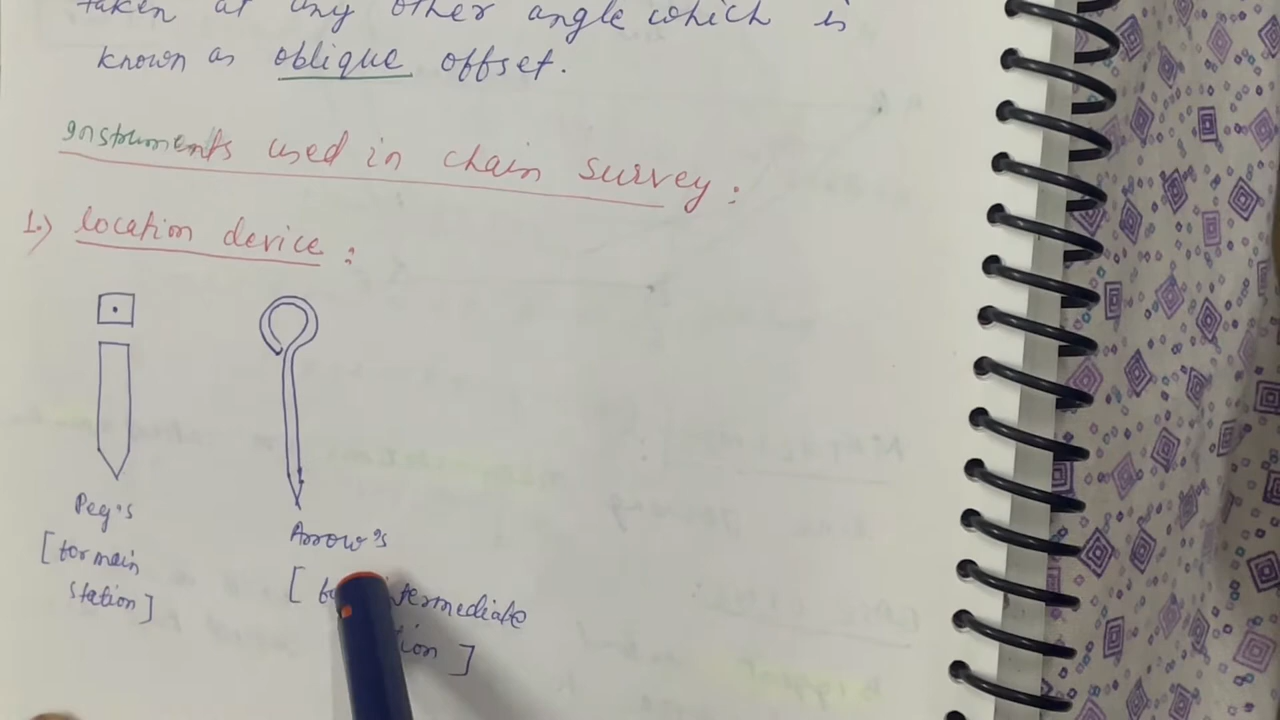 taken at any other angle which is
known as oblique offset.
Instruments used in chain survey :
1.) location device :
Peg's
[for main
station]
Arrow's
[ intermediate
]